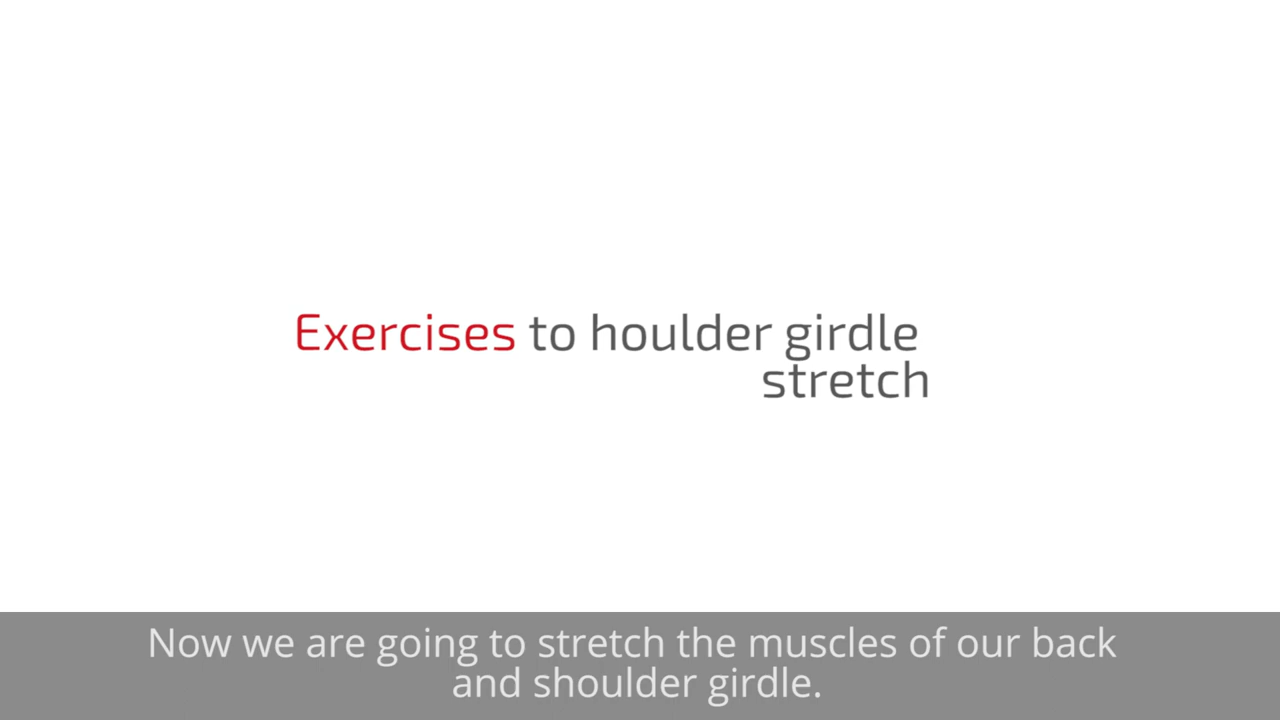 Exercises to houlder girdle
stretch
Now we are going to stretch the muscles of our back
and shoulder girdle.